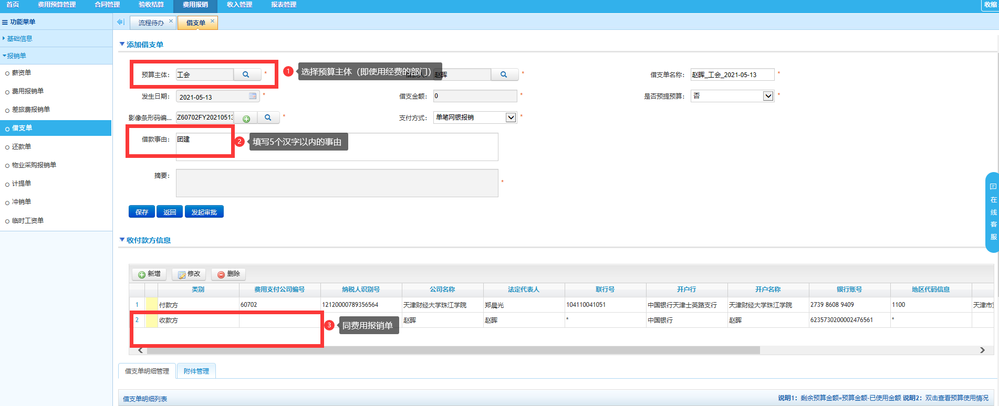 首页 费用预算管理 合同管理 验收结算 费用报销 收入管理 报表管理 收缩
功能菜单 流程待办 × 借支单 ×
基础信息
报销单
薪资单
费用报销单
差旅费报销单
借支单
还款单
物业采购报销单
计提单
冲销单
临时工资单
添加借支单
预算主体： 工会 * 1 选择预算主体（即使用经费的部门） 赵晖 * 借支单名称： 赵晖_工会_2021-05-13 *
发生日期： 2021-05-13 * 借支金额： 0 * 是否预提预算： 否 *
影像条形码编... Z60702FY20210513 * 支付方式： 单笔网银报销 *
借款事由： 团建 2 填写5个汉字以内的事由
摘要： *
保存 返回 发起审批
在线客服
收付款方信息
新增 修改 删除
类别 费用支付公司编号 纳税人识别号 公司名称 法定代表人 联行号 开户行 开户名称 银行账号 地区代码信息
1 付款方 60702 12120000789356564 天津财经大学珠江学院 郑晨光 104110041051 中国银行天津士英路支行 天津财经大学珠江学院 2739 8608 9409 1100 天津市宝
2 收款方 赵晖 赵晖 * 中国银行 赵晖 6235730200002476561 *
3 同费用报销单
借支单明细管理 附件管理
借支单明细列表 说明1：剩余预算金额=预算金额-已使用金额 说明2：双击查看预算使用情况